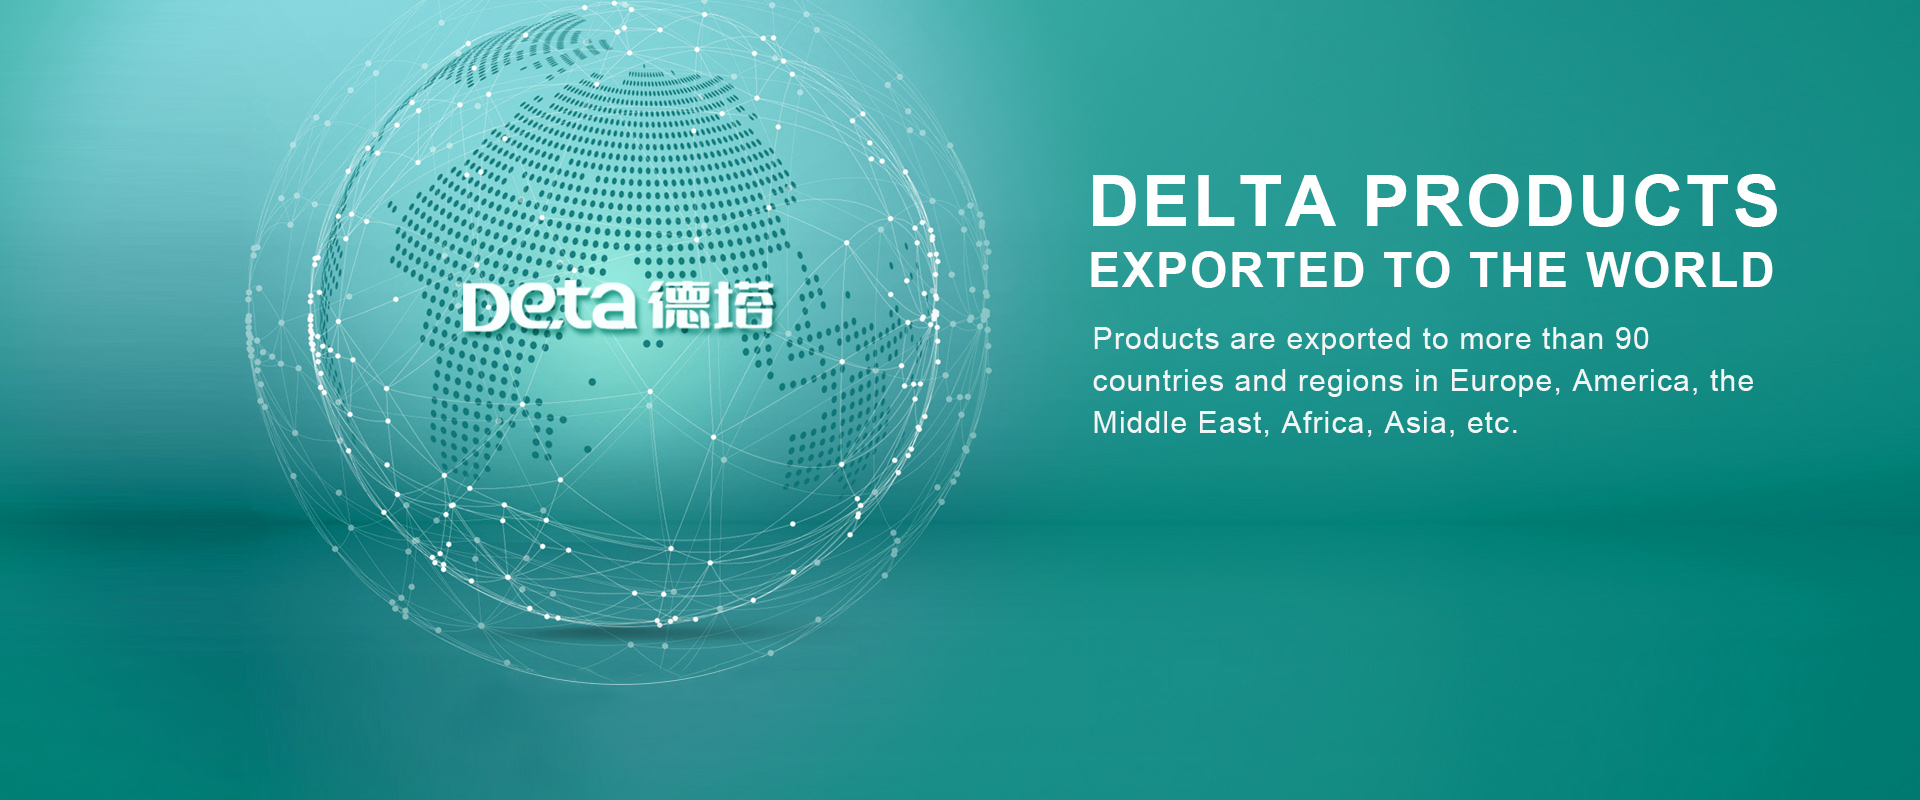 Deta 德塔
DELTA PRODUCTS
EXPORTED TO THE WORLD
Products are exported to more than 90
countries and regions in Europe, America, the
Middle East, Africa, Asia, etc.